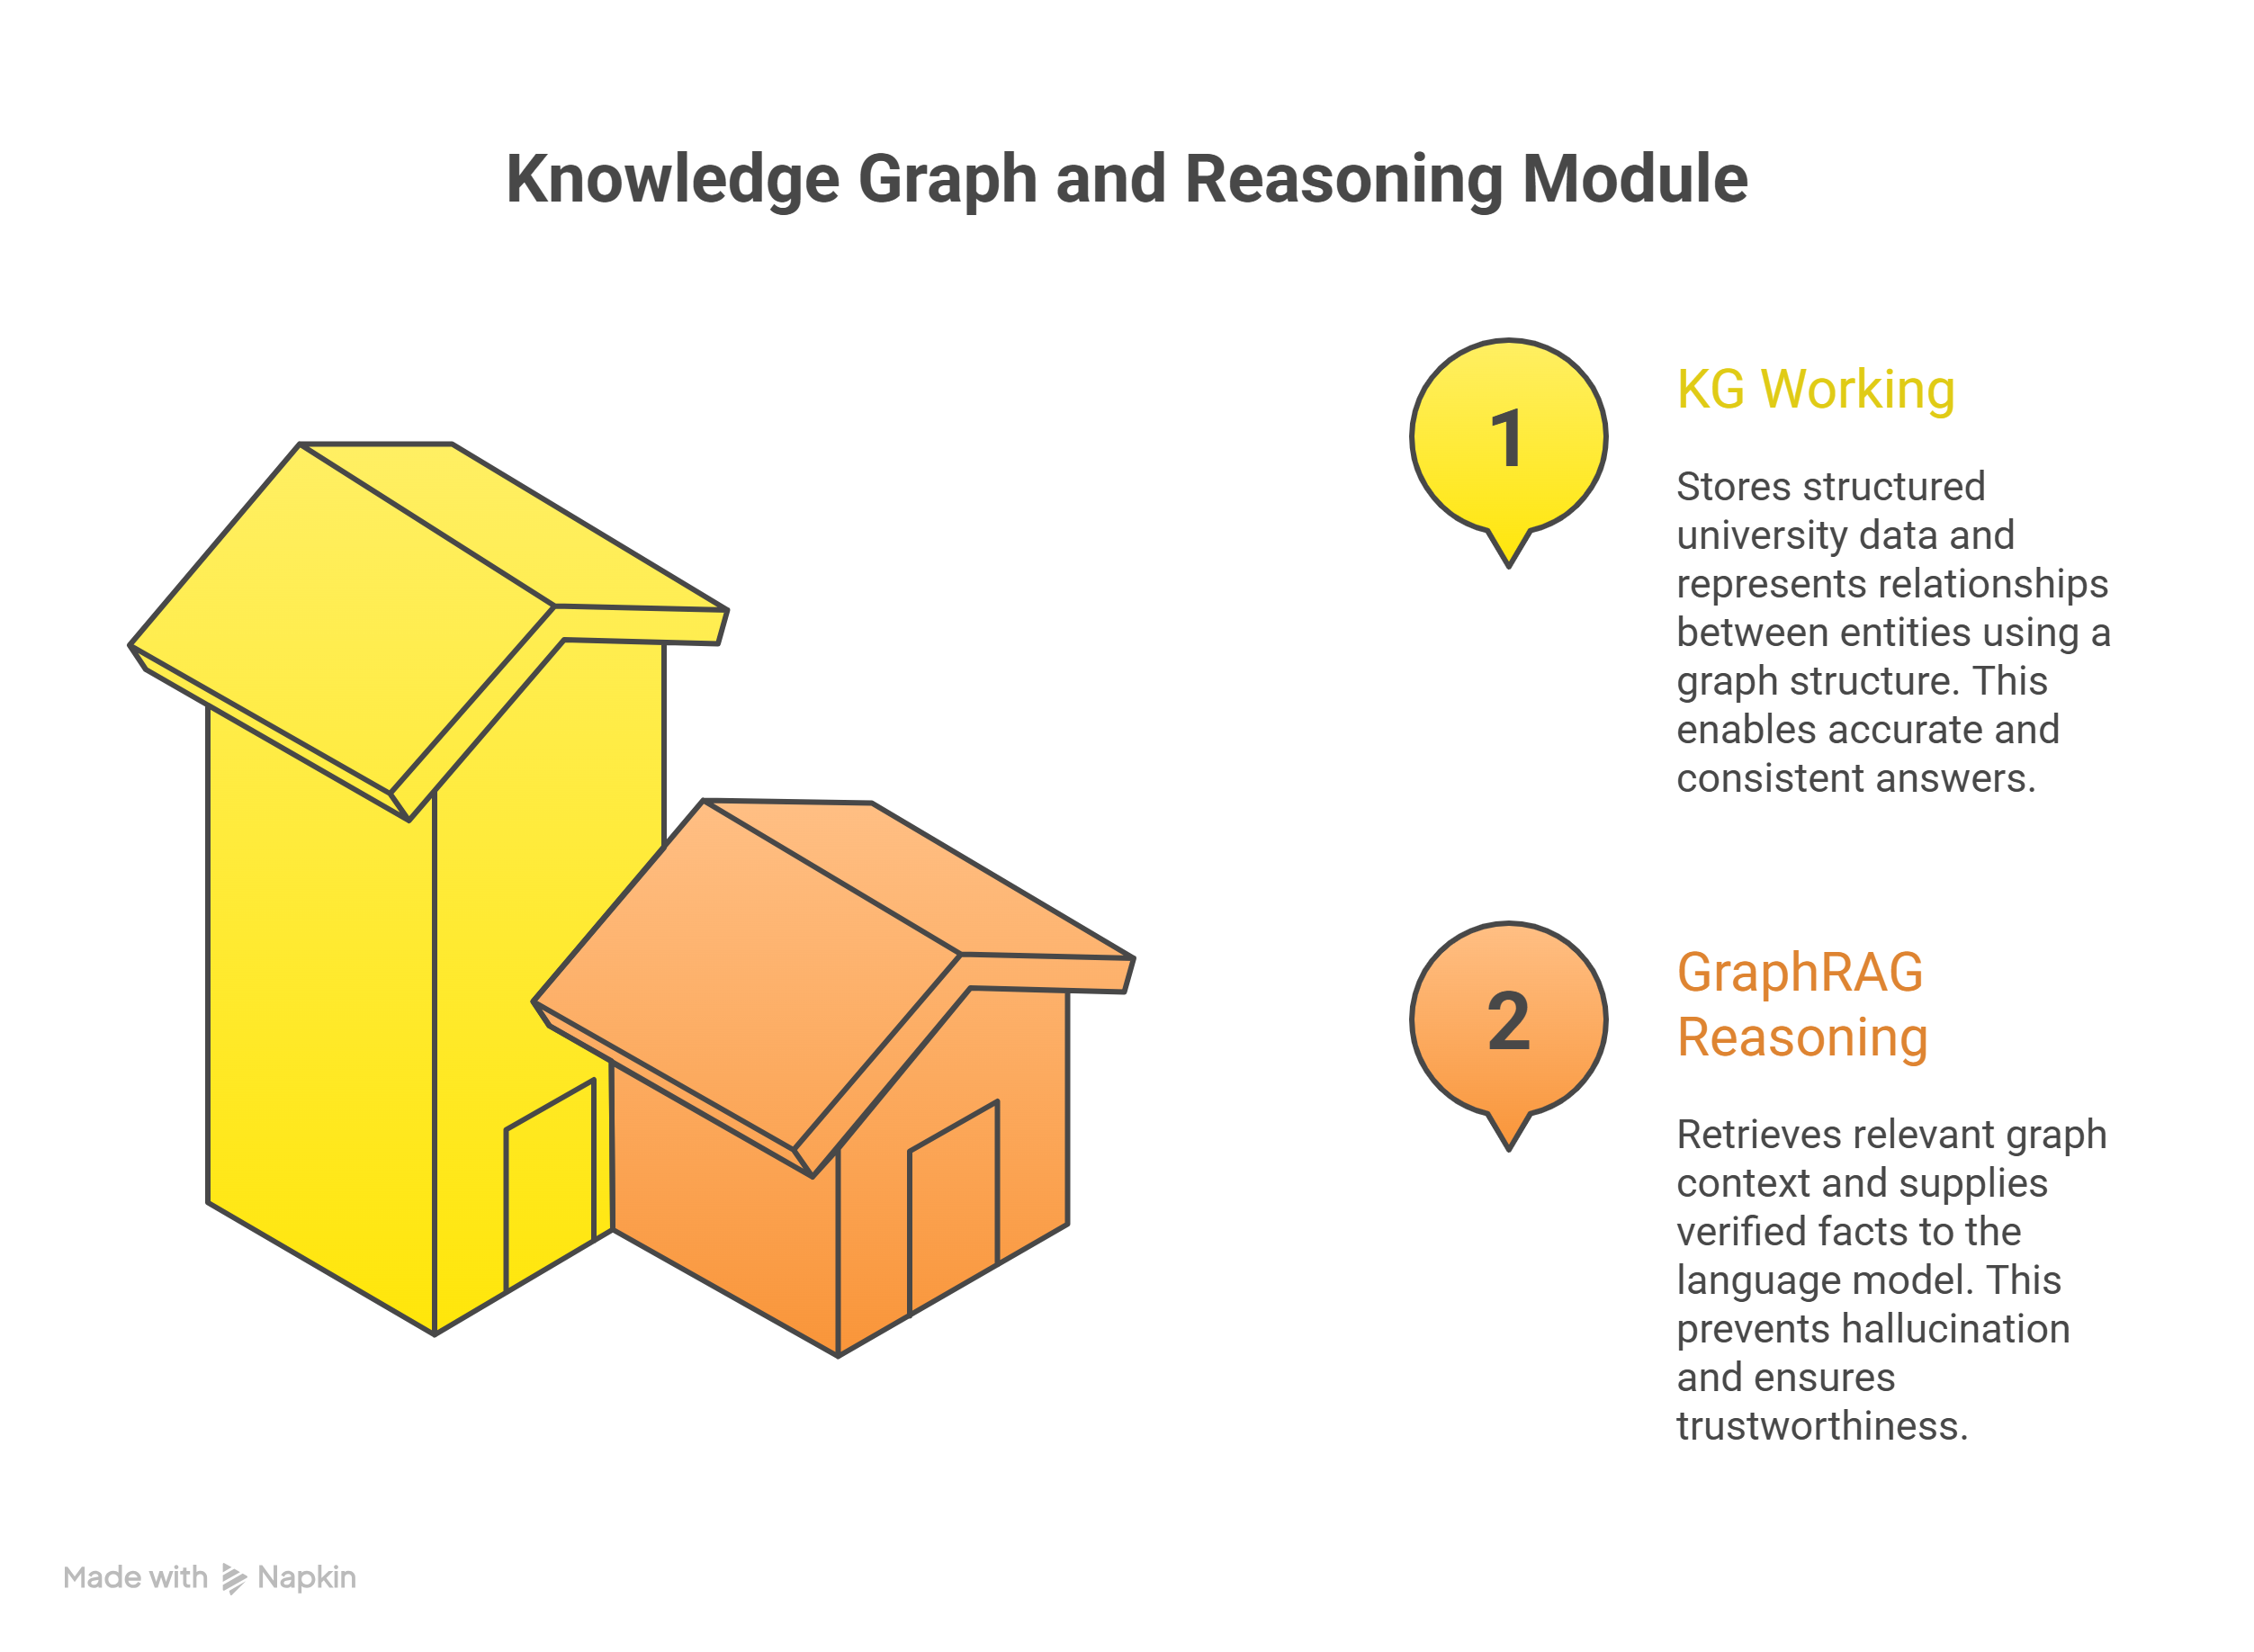 Knowledge Graph and Reasoning Module
1
KG Working
Stores structured
university data and
represents relationships
between entities using a
graph structure. This
enables accurate and
consistent answers.
2
GraphRAG
Reasoning
Retrieves relevant graph
context and supplies
verified facts to the
language model. This
prevents hallucination
and ensures
trustworthiness.
Made with Napkin